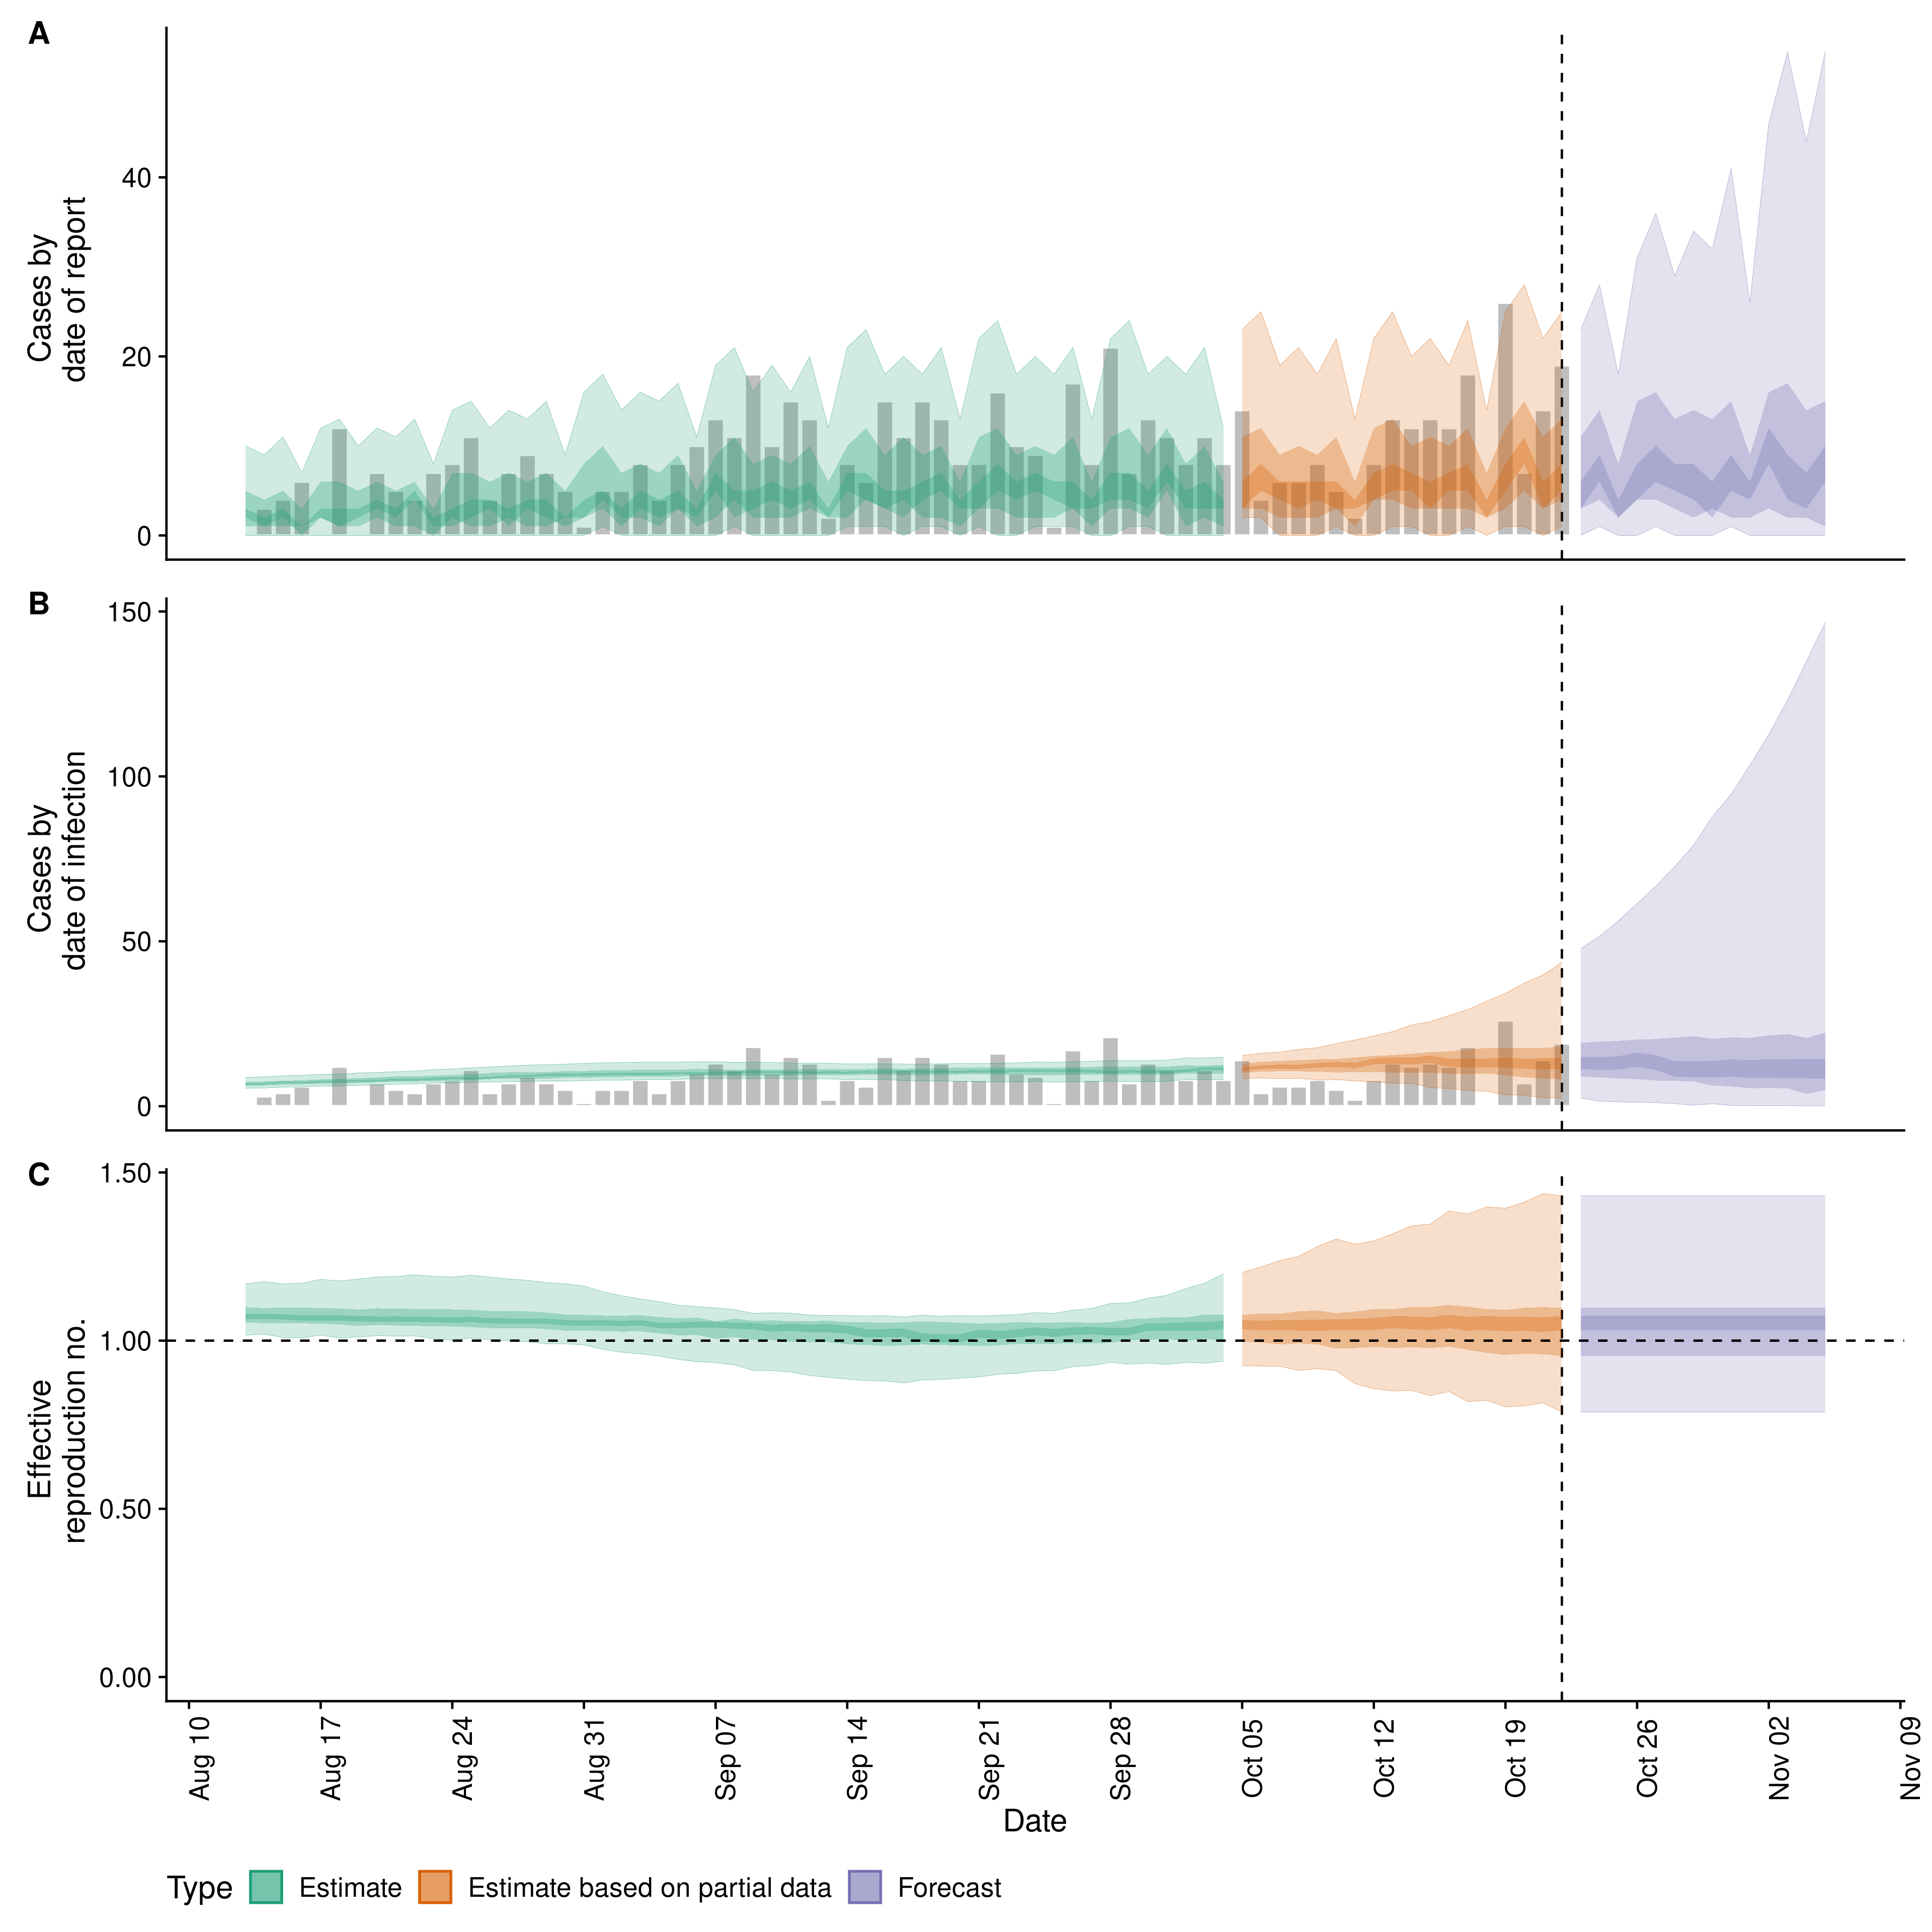 A
Cases by
date of report
40
20
0
B
Cases by
date of infection
150
100
50
0
C
Effective
reproduction no.
1.50
1.00
0.50
0.00
Aug 10
Aug 17
Aug 24
Aug 31
Sep 07
Sep 14
Sep 21
Sep 28
Oct 05
Oct 12
Oct 19
Oct 26
Nov 02
Nov 09
Date
Type Estimate Estimate based on partial data Forecast